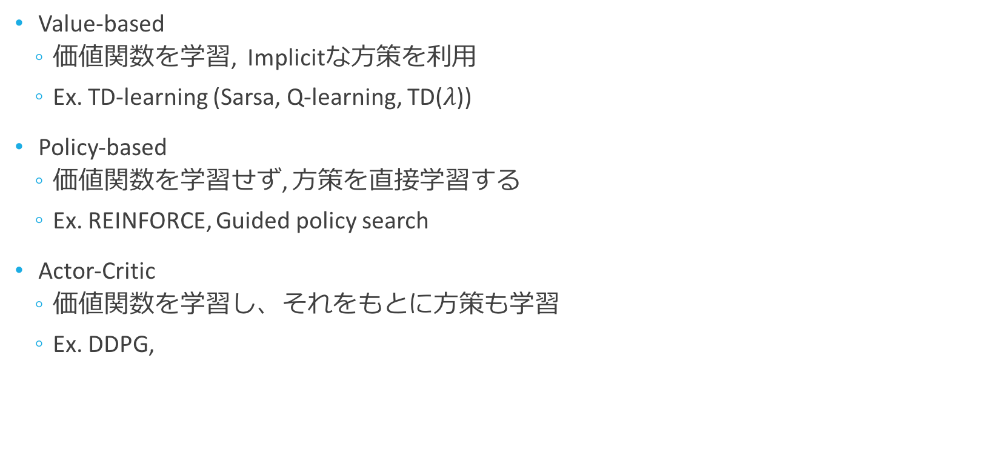 • Value-based
◦ 価値関数を学習, Implicitな方策を利用
◦ Ex. TD-learning (Sarsa, Q-learning, TD(λ))
• Policy-based
◦ 価値関数を学習せず, 方策を直接学習する
◦ Ex. REINFORCE, Guided policy search
• Actor-Critic
◦ 価値関数を学習し、それをもとに方策も学習
◦ Ex. DDPG,